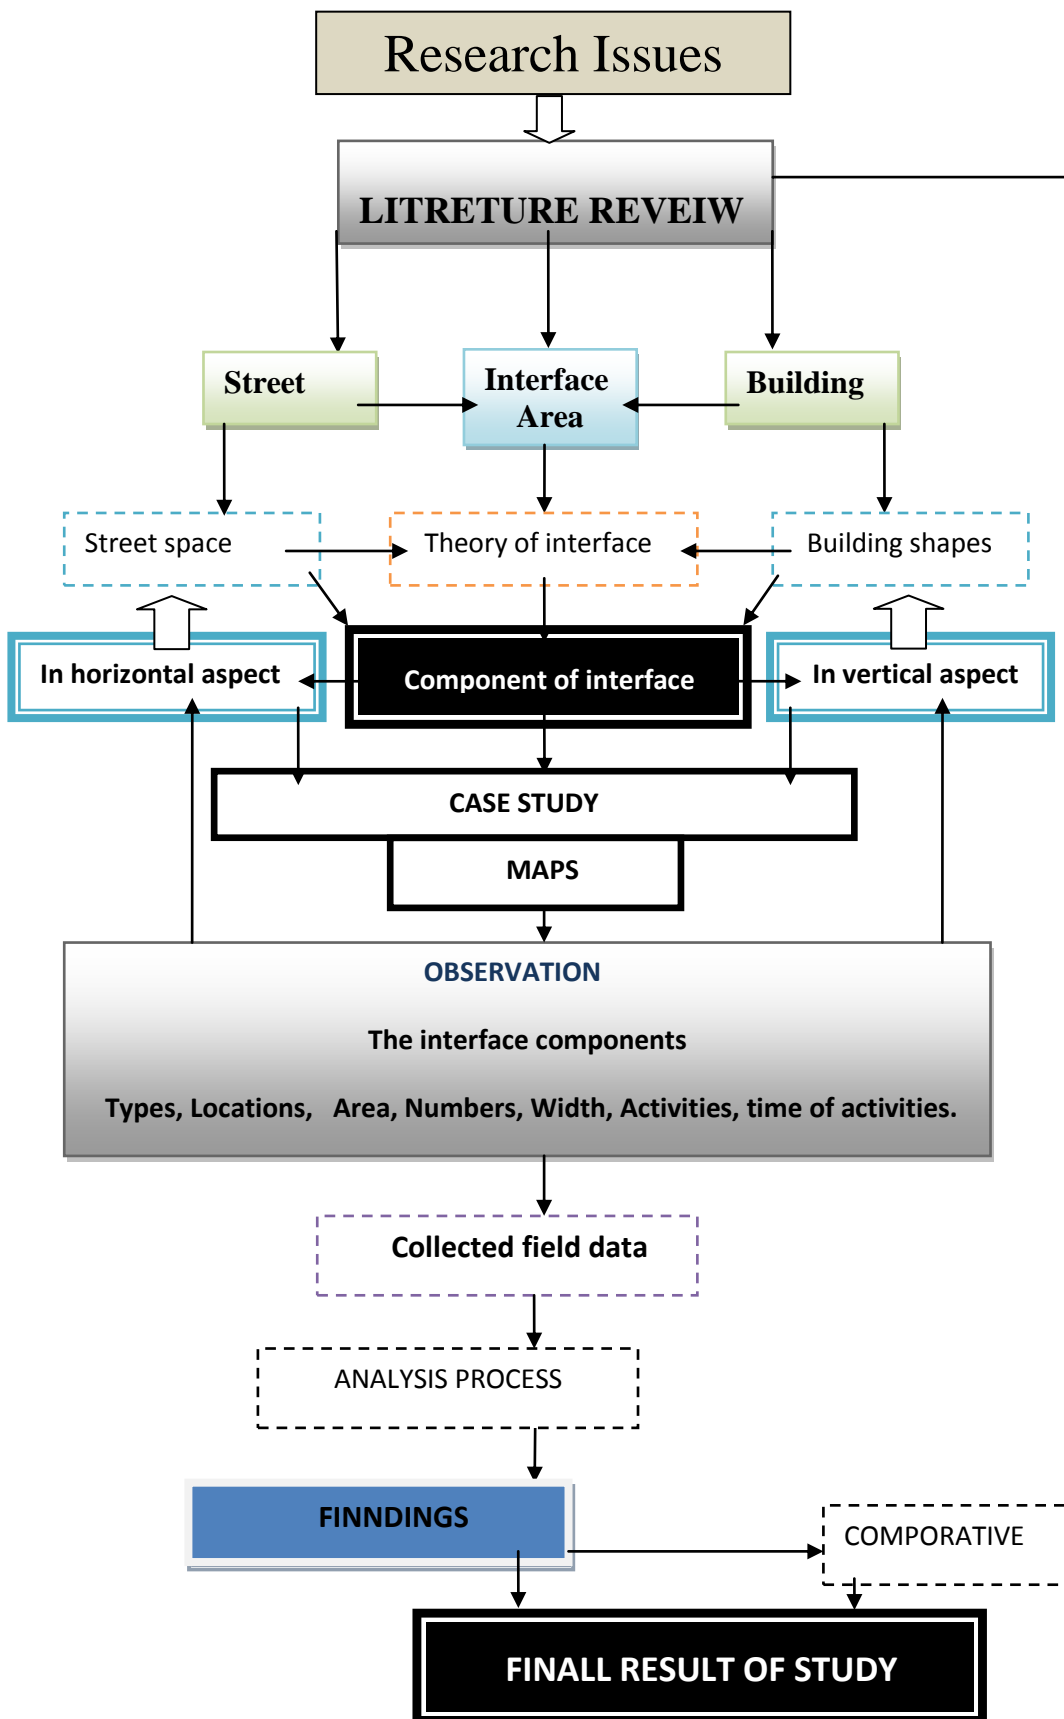 Research Issues
LITRETURE REVEIW
Street
Interface
Area
Building
Street space
Theory of interface
Building shapes
In horizontal aspect
Component of interface
In vertical aspect
CASE STUDY
MAPS
OBSERVATION
The interface components
Types, Locations, Area, Numbers, Width, Activities, time of activities.
Collected field data
ANALYSIS PROCESS
FINNDINGS
COMPORATIVE
FINALL RESULT OF STUDY